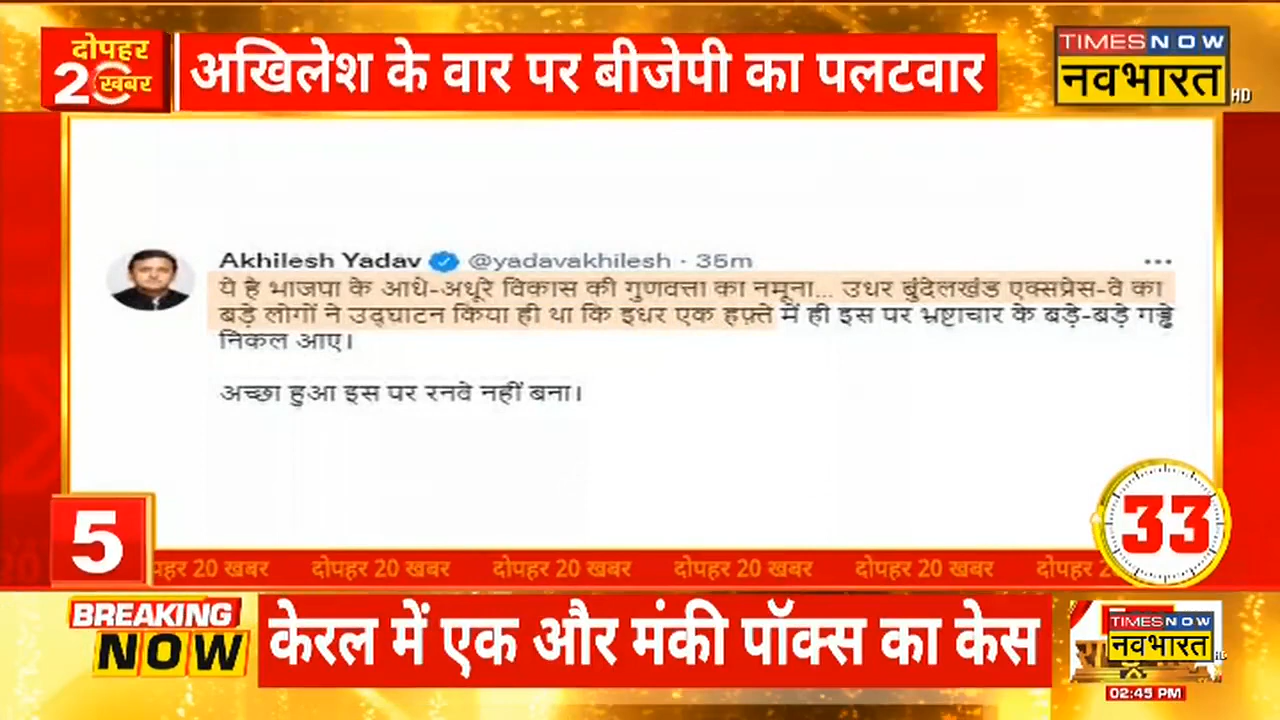 दोपहर
20 खबर
अखिलेश के वार पर बीजेपी का पलटवार
TIMES NOW
नवभारत
HD
Akhilesh Yadav @yadavakhilesh · 35m
ये है भाजपा के आधे-अधूरे विकास की गुणवत्ता का नमूना... उधर बुंदेलखंड एक्सप्रेस-वे का
बड़े लोगों ने उद्घाटन किया ही था कि इधर एक हफ़्ते में ही इस पर भ्रष्टाचार के बड़े-बड़े गड्ढे
निकल आए।
अच्छा हुआ इस पर रनवे नहीं बना।
5
33
पहर 20 खबर दोपहर 20 खबर दोपहर 20 खबर दोपहर 20 खबर दोपहर 20 खबर दोपहर 2
BREAKING
NOW
केरल में एक और मंकी पॉक्स का केस
TIMES NOW
नवभारत
02:45 PM